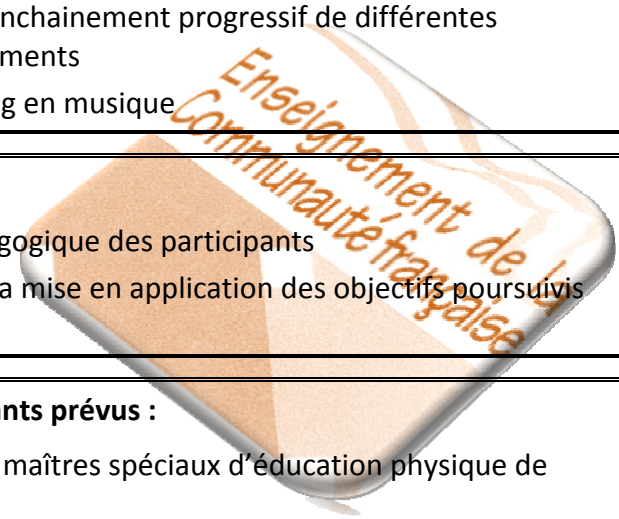 nchainement progressif de différentes
ments
g en musique
Enseignement de la
Communauté française
gogique des participants
a mise en application des objectifs poursuivis
nts prévus :
maîtres spéciaux d’éducation physique de